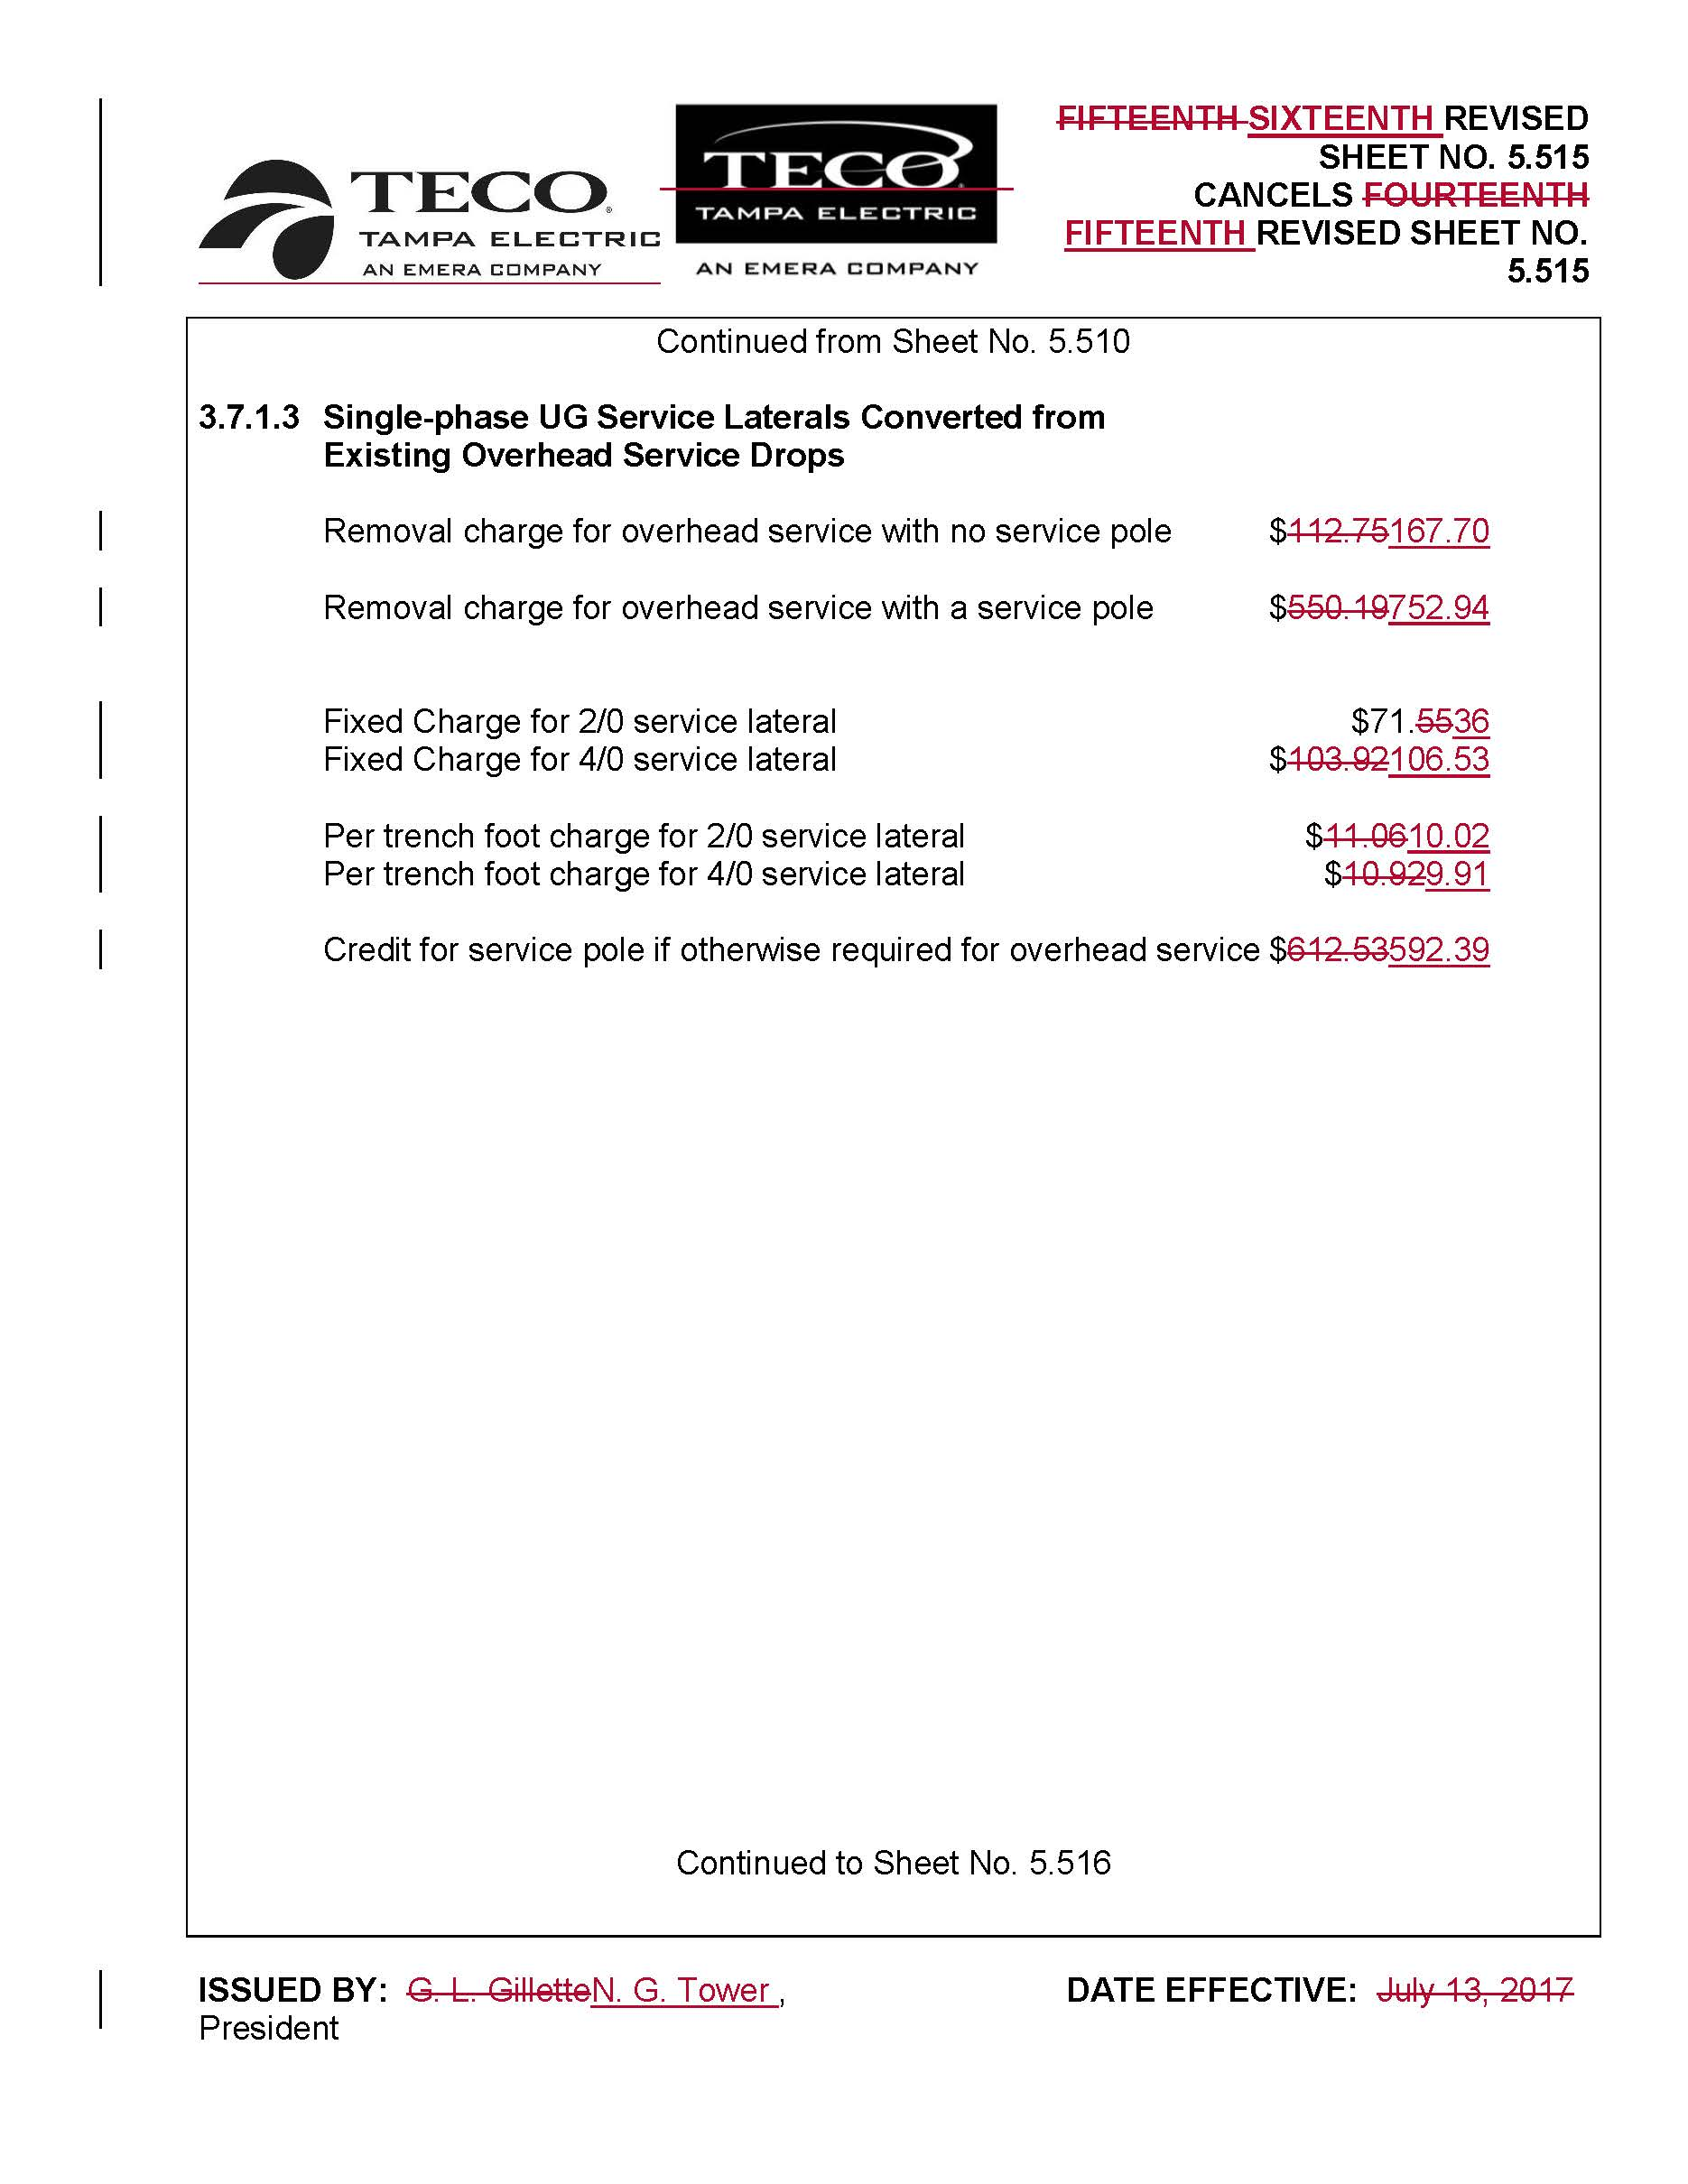 FIFTEENTH SIXTEENTH REVISED
SHEET NO. 5.515
CANCELS FOURTEENTH
FIFTEENTH REVISED SHEET NO.
5.515
TECO®
TAMPA ELECTRIC
AN EMERA COMPANY
TECO®
TAMPA ELECTRIC
AN EMERA COMPANY
Continued from Sheet No. 5.510
3.7.1.3 Single-phase UG Service Laterals Converted from
Existing Overhead Service Drops
Removal charge for overhead service with no service pole $112.75167.70
Removal charge for overhead service with a service pole $550.19752.94
Fixed Charge for 2/0 service lateral $71.5536
Fixed Charge for 4/0 service lateral $103.92106.53
Per trench foot charge for 2/0 service lateral $11.0610.02
Per trench foot charge for 4/0 service lateral $10.929.91
Credit for service pole if otherwise required for overhead service $612.53592.39
Continued to Sheet No. 5.516
ISSUED BY: G. L. GilletteN. G. Tower , DATE EFFECTIVE: July 13, 2017
President